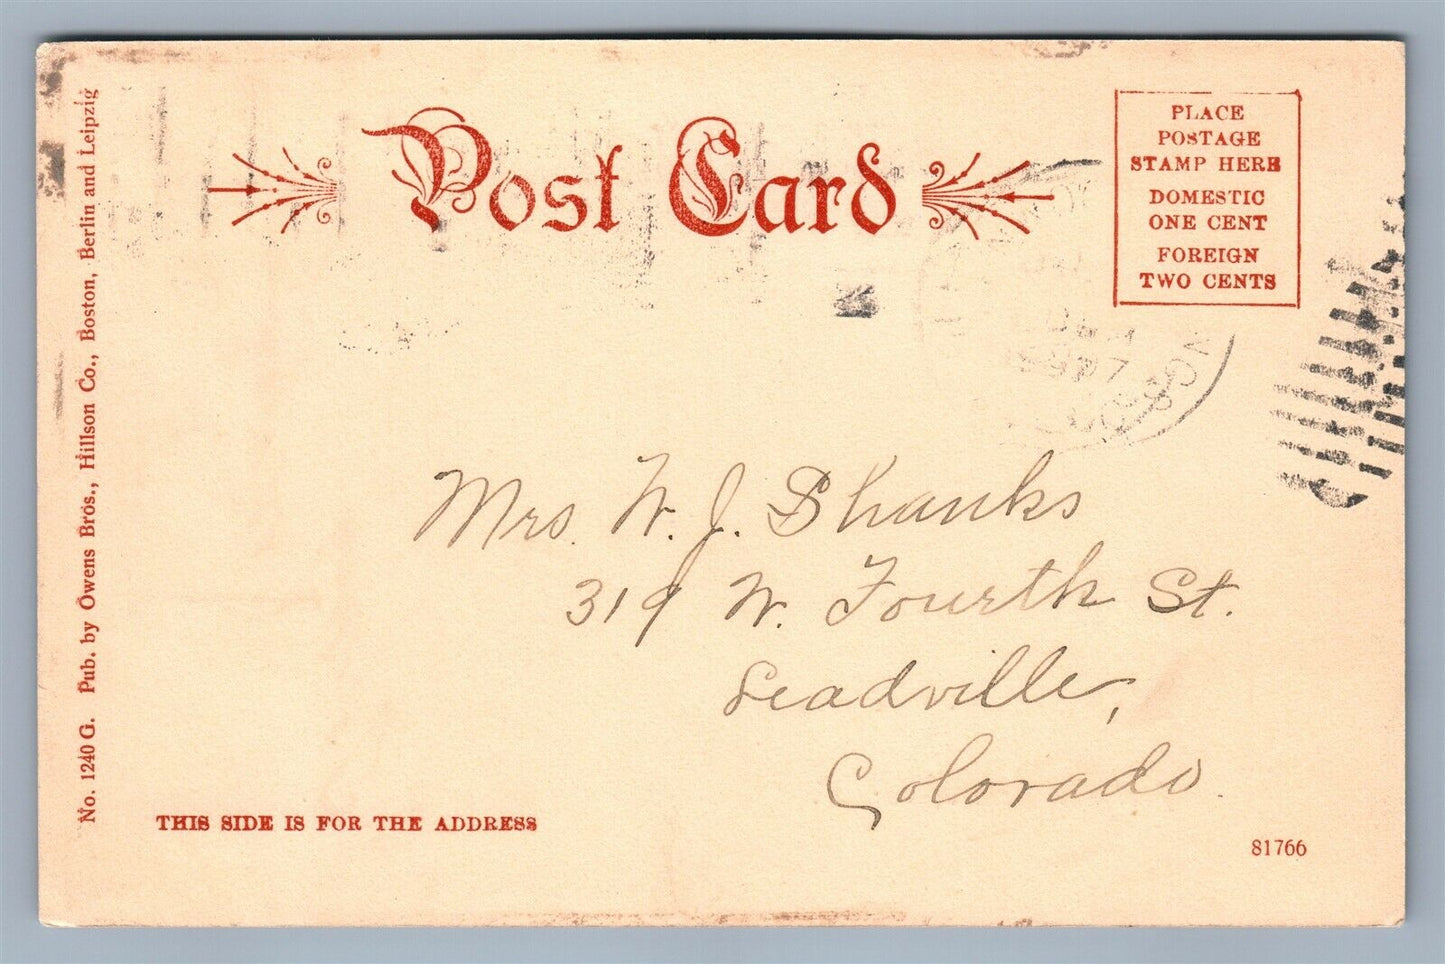 Post Card
PLACE
POSTAGE
STAMP HERE
DOMESTIC
ONE CENT
FOREIGN
TWO CENTS
No. 1240 G. Pub. by Owens Bros., Hillson Co., Boston, Berlin and Leipzig
Mrs. W. J. Shanks
319 W. Fourth St.
Leadville,
Colorado.
THIS SIDE IS FOR THE ADDRESS
81766